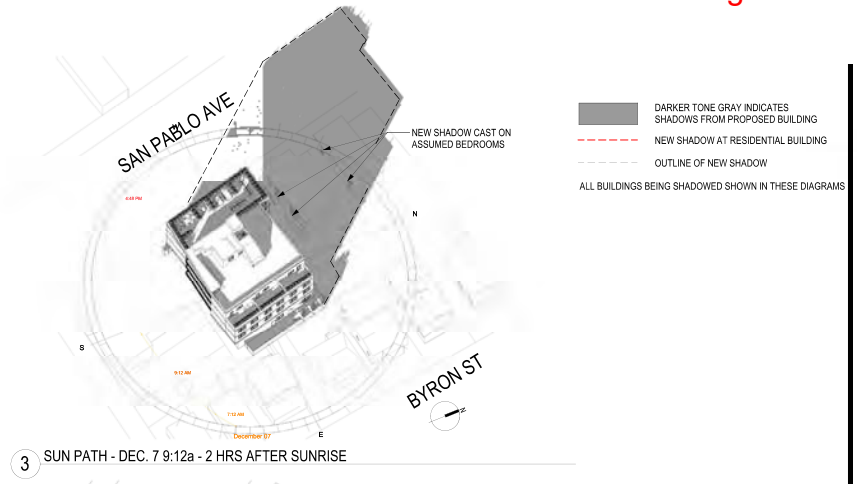 g
SAN PABLO AVE
NEW SHADOW CAST ON
ASSUMED BEDROOMS
DARKER TONE GRAY INDICATES
SHADOWS FROM PROPOSED BUILDING
NEW SHADOW AT RESIDENTIAL BUILDING
OUTLINE OF NEW SHADOW
ALL BUILDINGS BEING SHADOWED SHOWN IN THESE DIAGRAMS
N
S
9:12 AM
BYRON ST
N
December 07
E
3
SUN PATH - DEC. 7 9:12a - 2 HRS AFTER SUNRISE